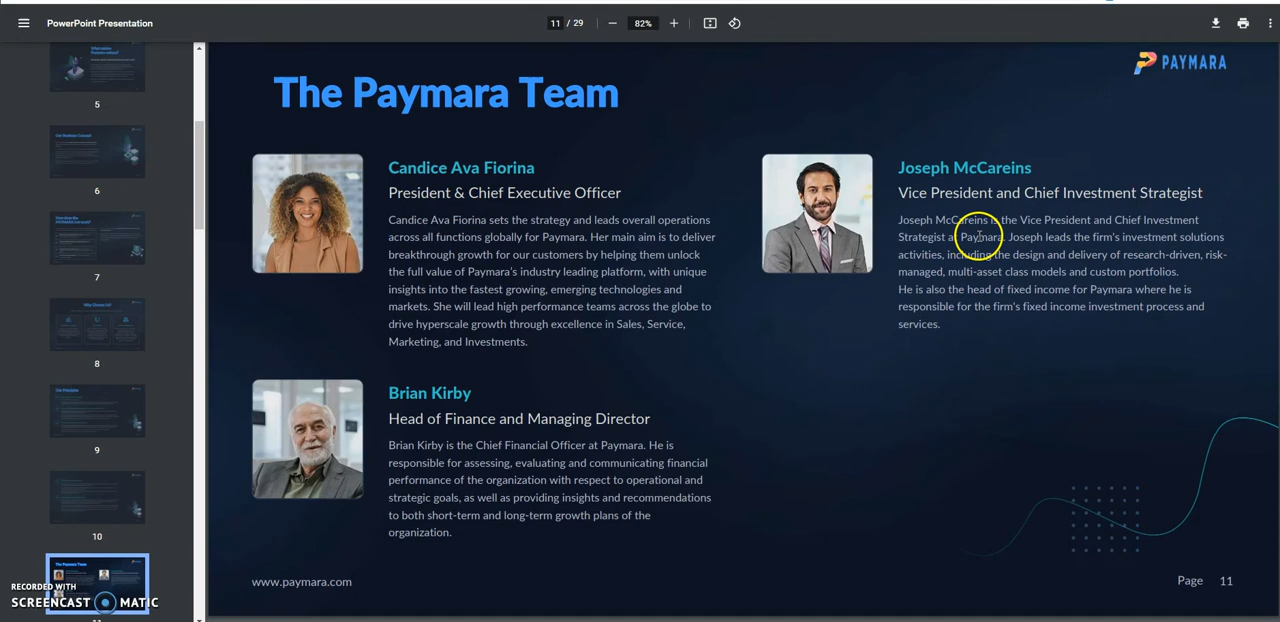 PowerPoint Presentation
11 / 29
82%
5
6
7
8
9
10
RECORDED WITH
SCREENCAST MATIC
PAYMARA
The Paymara Team
Candice Ava Fiorina
President & Chief Executive Officer
Candice Ava Fiorina sets the strategy and leads overall operations
across all functions globally for Paymara. Her main aim is to deliver
breakthrough growth for our customers by helping them unlock
the full value of Paymara's industry leading platform, with unique
insights into the fastest growing, emerging technologies and
markets. She will lead high performance teams across the globe to
drive hyperscale growth through excellence in Sales, Service,
Marketing, and Investments.
Joseph McCareins
Vice President and Chief Investment Strategist
Joseph McCareins is the Vice President and Chief Investment
Strategist at Paymara. Joseph leads the firm's investment solutions
activities, including the design and delivery of research-driven, risk-
managed, multi-asset class models and custom portfolios.
He is also the head of fixed income for Paymara where he is
responsible for the firm's fixed income investment process and
services.
Brian Kirby
Head of Finance and Managing Director
Brian Kirby is the Chief Financial Officer at Paymara. He is
responsible for assessing, evaluating and communicating financial
performance of the organization with respect to operational and
strategic goals, as well as providing insights and recommendations
to both short-term and long-term growth plans of the
organization.
www.paymara.com
Page 11